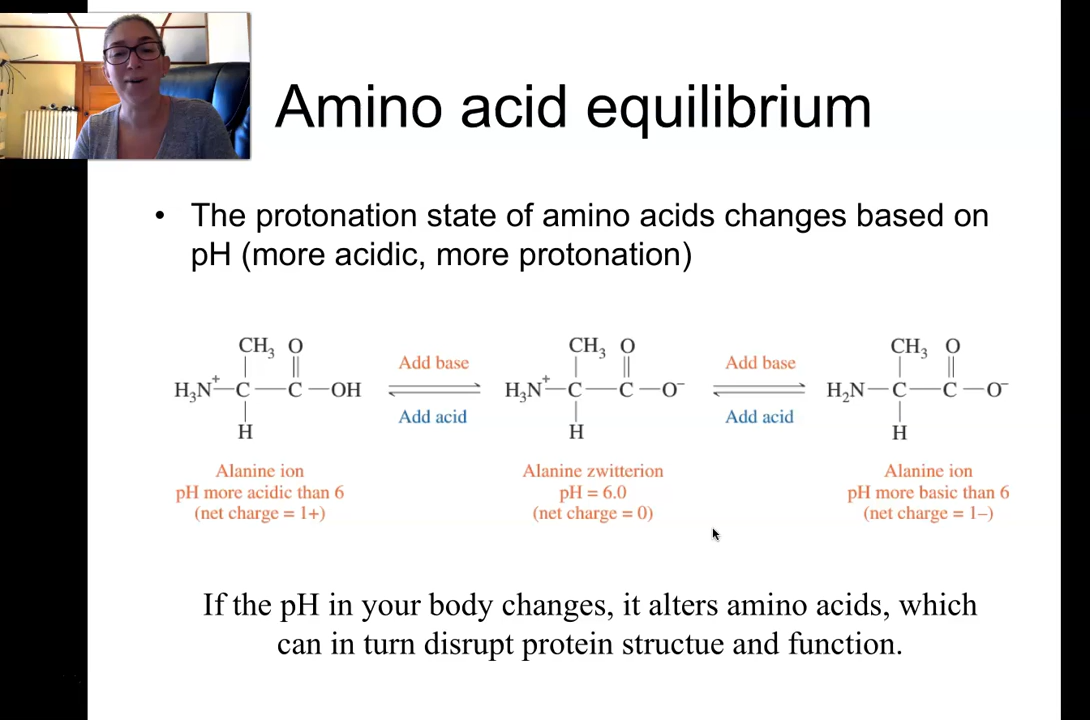 Amino acid equilibrium
• The protonation state of amino acids changes based on
pH (more acidic, more protonation)
CH₃ O
H₃N⁺—C—C—OH
H
Alanine ion
pH more acidic than 6
(net charge = 1+)
Add base
Add acid
CH₃ O
H₃N⁺—C—C—O⁻
H
Alanine zwitterion
pH = 6.0
(net charge = 0)
Add base
Add acid
CH₃ O
H₂N—C—C—O⁻
H
Alanine ion
pH more basic than 6
(net charge = 1–)
If the pH in your body changes, it alters amino acids, which
can in turn disrupt protein structue and function.